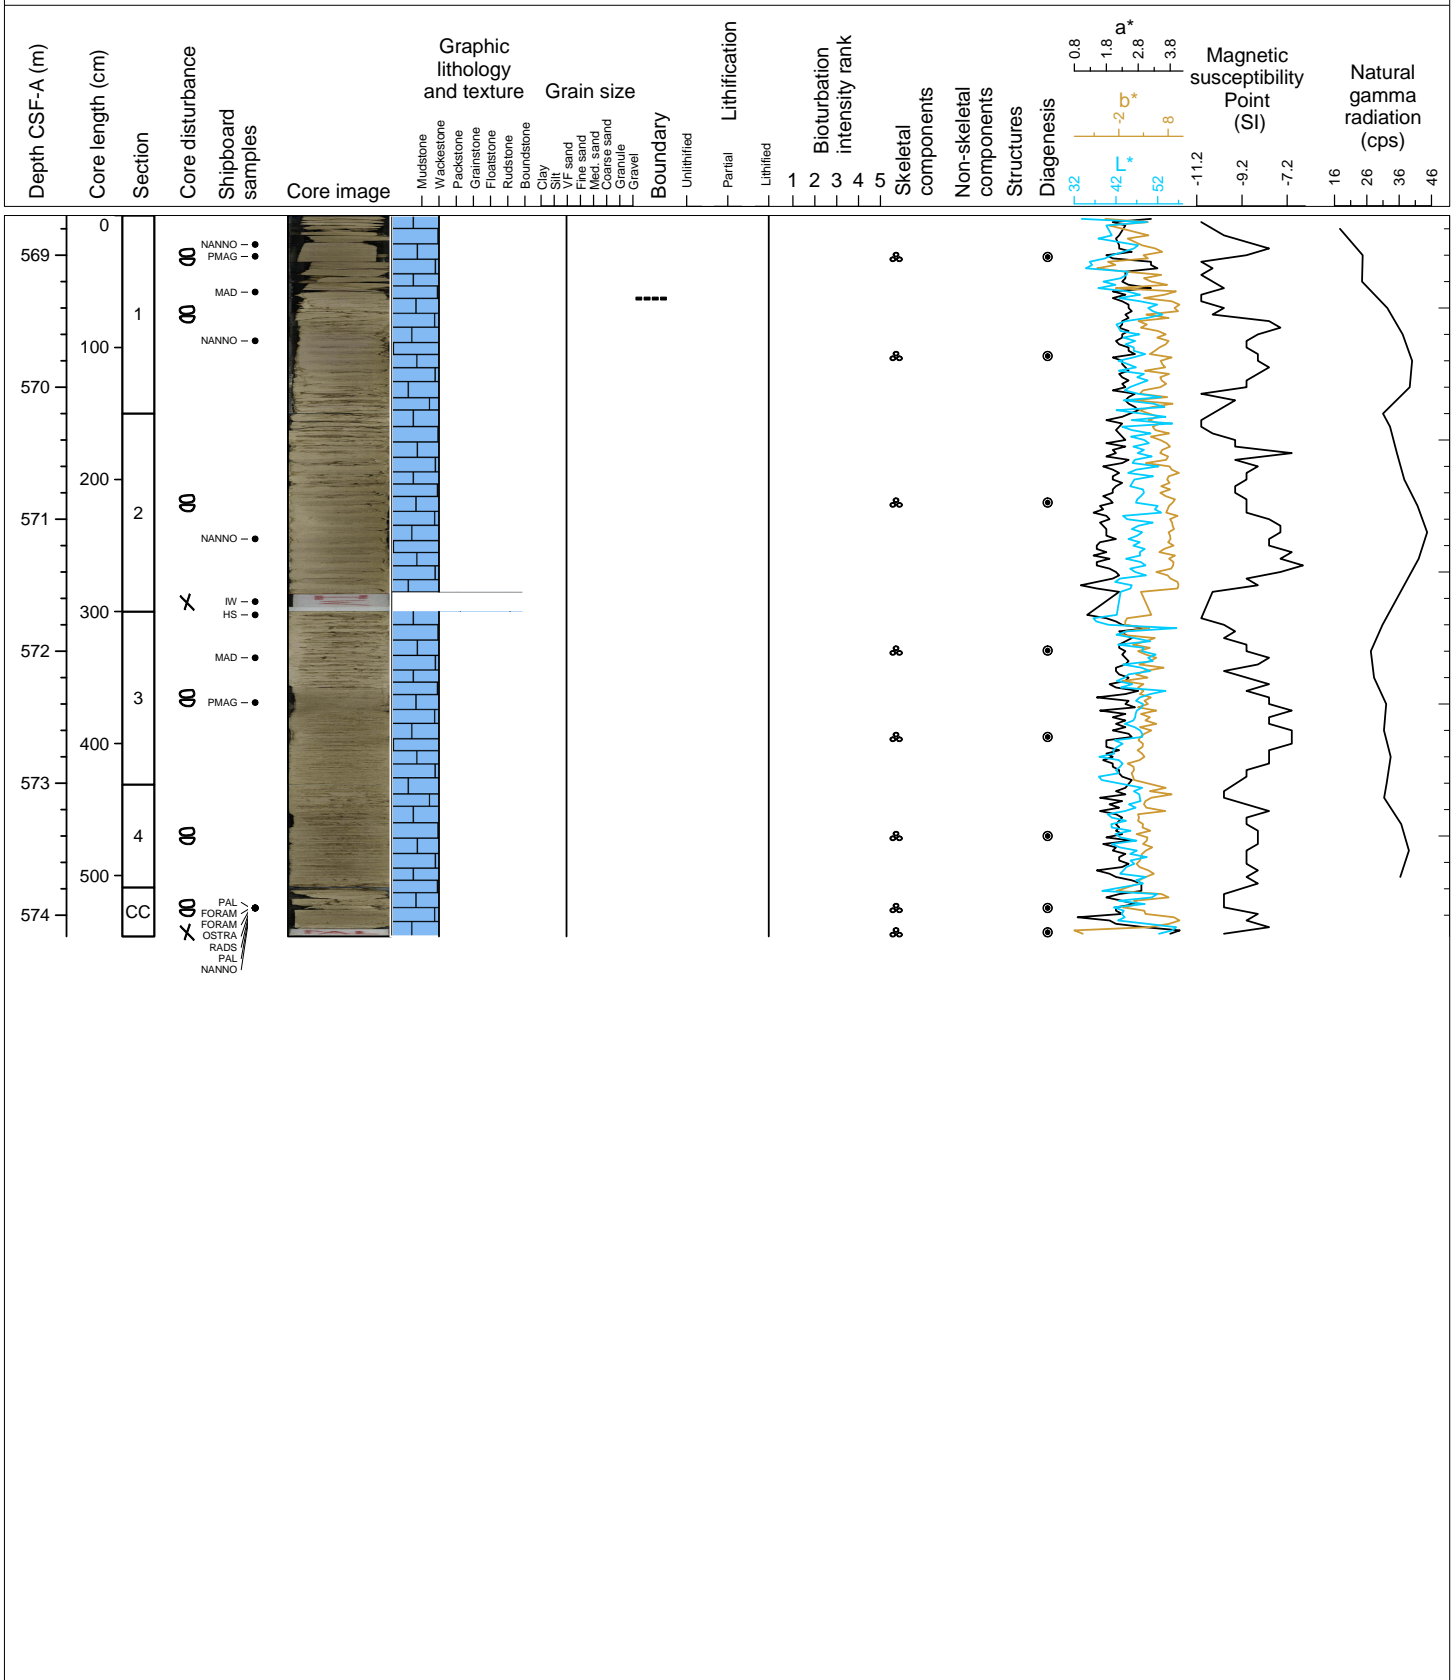 Depth CSF-A (m)
Core length (cm)
Section
Core disturbance
Shipboard
samples
Core image
Graphic
lithology
and texture
Mudstone
Wackestone
Packstone
Grainstone
Floatstone
Rudstone
Boundstone
Grain size
Clay
Silt
VF sand
Fine sand
Med. sand
Coarse sand
Granule
Gravel
Boundary
Lithification
Unlithified
Partial
Lithified
Bioturbation
intensity rank
1 2 3 4 5
Skeletal
components
Non-skeletal
components
Structures
Diagenesis
a*
0.8 1.8 2.8 3.8
b*
-2 8
L*
32 42 52
Magnetic
susceptibility
Point
(SI)
-11.2 -9.2 -7.2
Natural
gamma
radiation
(cps)
16 26 36 46
569
570
571
572
573
574
0
100
200
300
400
500
1
2
3
4
CC
NANNO
PMAG
MAD
NANNO
NANNO
IW
HS
MAD
PMAG
PAL
FORAM
FORAM
OSTRA
RADS
PAL
NANNO